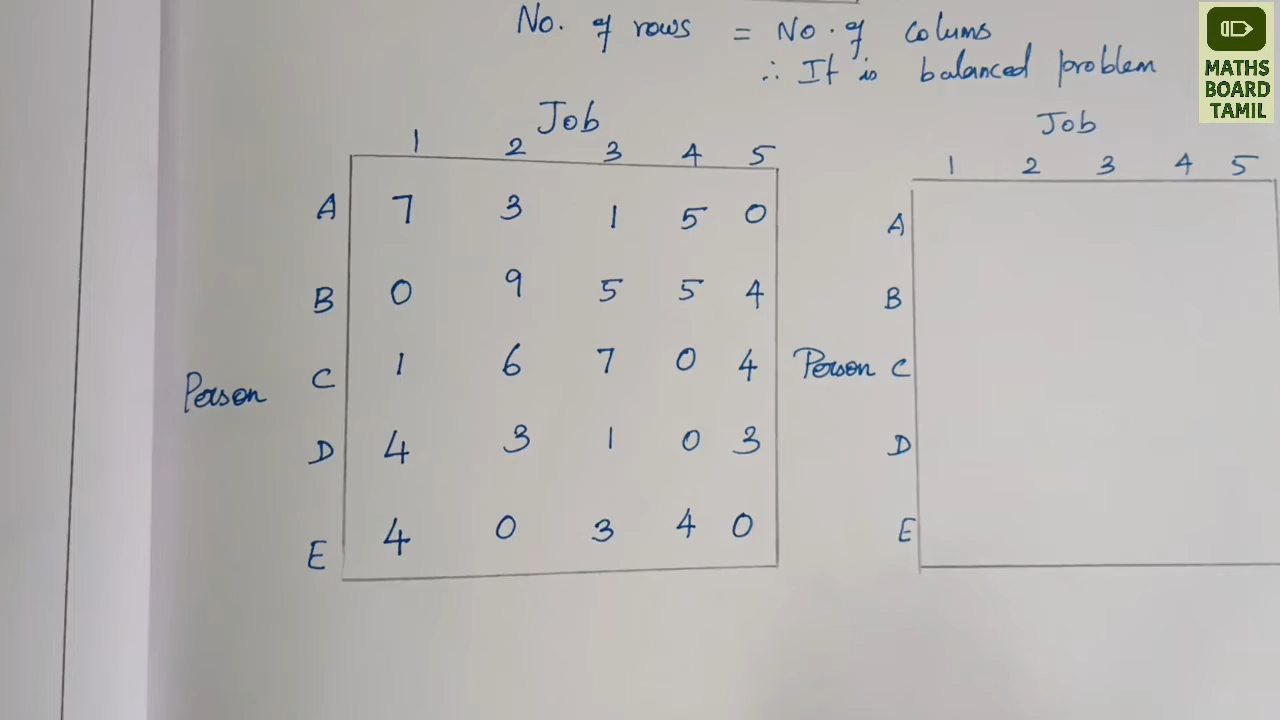 No. of rows = No. of colums
∴ It is balanced problem
MATHS
BOARD
TAMIL
Job
1 2 3 4 5
A 7 3 1 5 0
B 0 9 5 5 4
Person C 1 6 7 0 4
D 4 3 1 0 3
E 4 0 3 4 0
Job
1 2 3 4 5
A
B
Person C
D
E